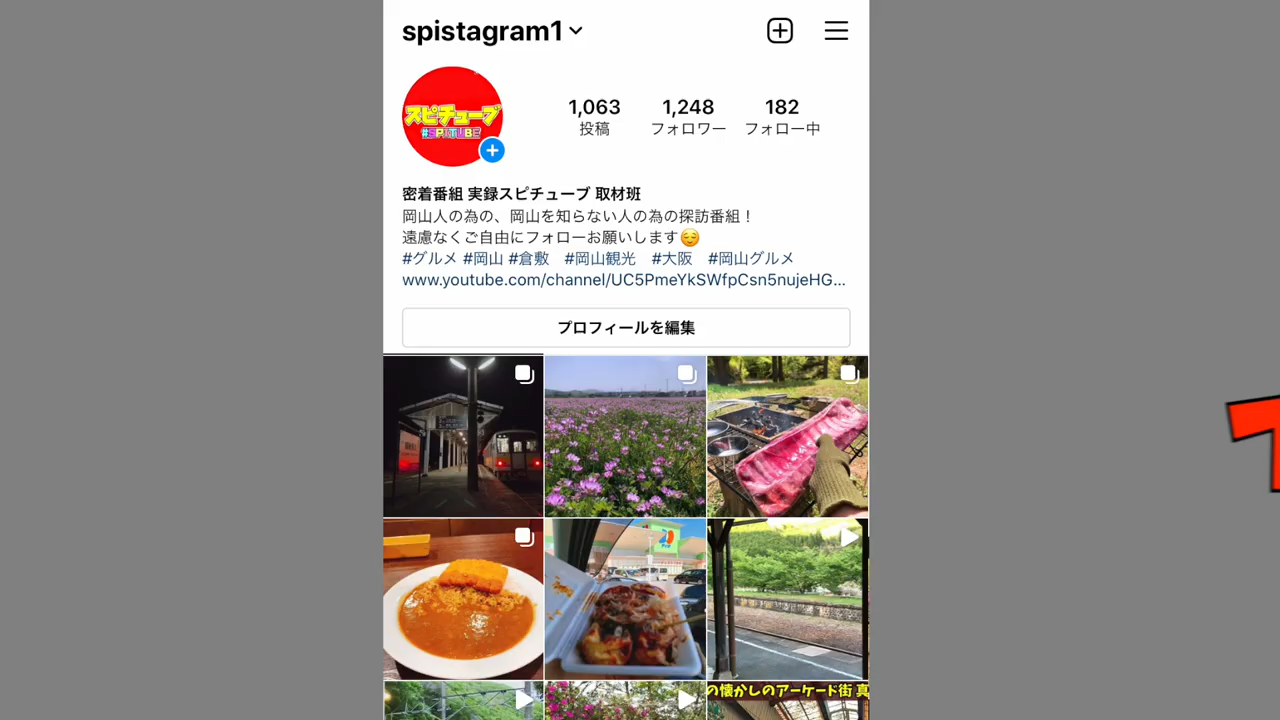 spistagram1
スピチューブ
#SPITUBE
1,063
1,248
182
投稿
フォロワー
フォロー中
密着番組 実録スピチューブ 取材班
岡山人の為の、岡山を知らない人の為の探訪番組！
遠慮なくご自由にフォローお願いします😌
#グルメ #岡山 #倉敷 #岡山観光 #大阪 #岡山グルメ
www.youtube.com/channel/UC5PmeYkSWfpCsn5nujeHG...
プロフィールを編集
の懐かしのアーケード街 真